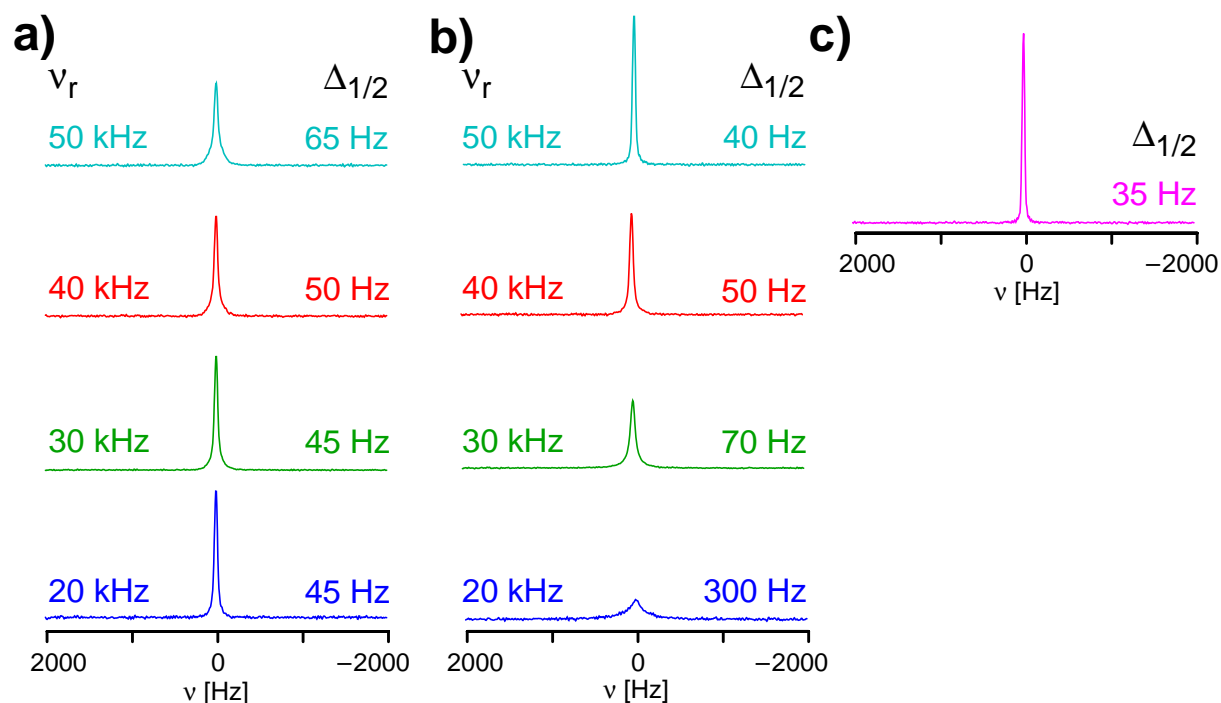 a)
ν_r Δ_1/2
50 kHz 65 Hz
40 kHz 50 Hz
30 kHz 45 Hz
20 kHz 45 Hz
2000 0 −2000
ν [Hz]
b)
ν_r Δ_1/2
50 kHz 40 Hz
40 kHz 50 Hz
30 kHz 70 Hz
20 kHz 300 Hz
2000 0 −2000
ν [Hz]
c)
Δ_1/2
35 Hz
2000 0 −2000
ν [Hz]